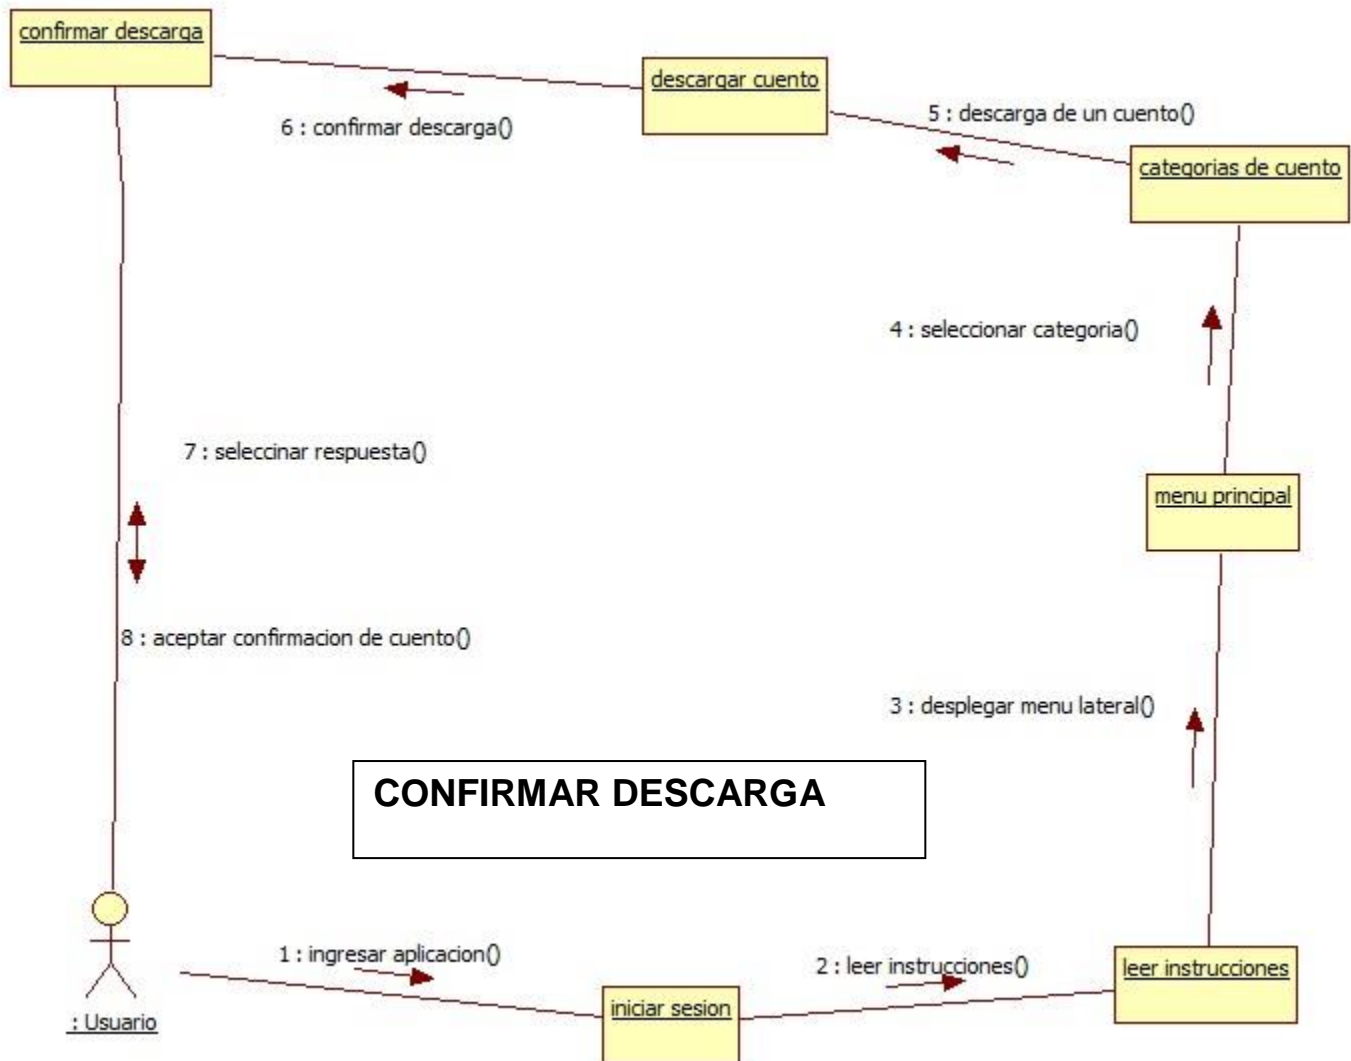 confirmar descarga
descargar cuento
5 : descarga de un cuento()
6 : confirmar descarga()
categorias de cuento
4 : seleccionar categoria()
7 : seleccinar respuesta()
menu principal
8 : aceptar confirmacion de cuento()
3 : desplegar menu lateral()
CONFIRMAR DESCARGA
1 : ingresar aplicacion()
2 : leer instrucciones()
leer instrucciones
iniciar sesion
: Usuario